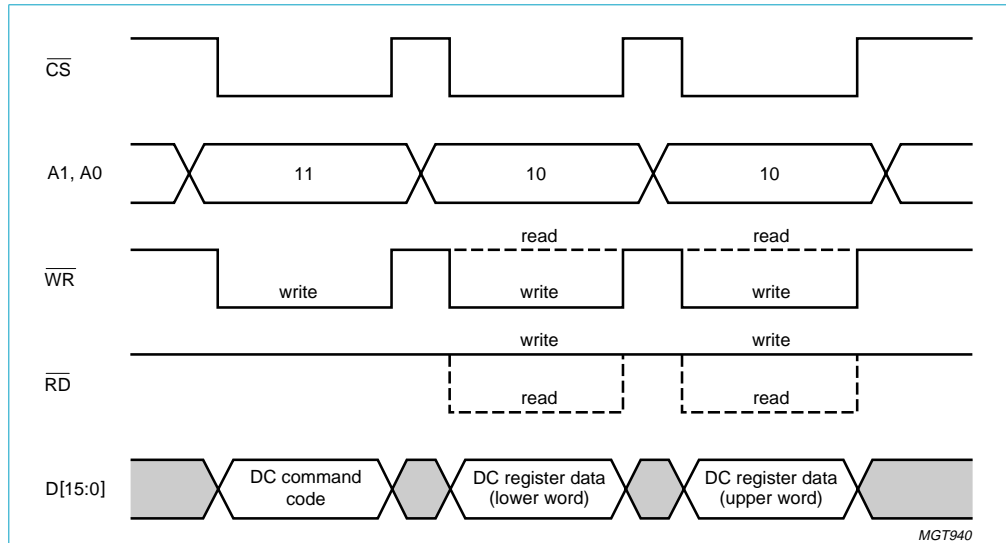 CS
A1, A0
11
10
10
read
read
WR
write
write
write
write
write
RD
read
read
D[15:0]
DC command
code
DC register data
(lower word)
DC register data
(upper word)
MGT940